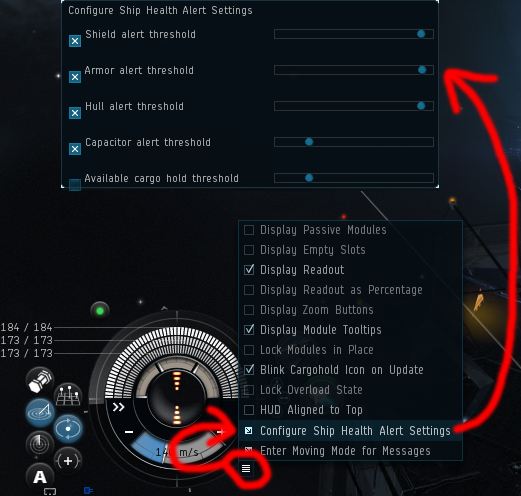 Configure Ship Health Alert Settings
Shield alert threshold
Armor alert threshold
Hull alert threshold
Capacitor alert threshold
Available cargo hold threshold
Display Passive Modules
Display Empty Slots
Display Readout
Display Readout as Percentage
Display Zoom Buttons
Display Module Tooltips
Lock Modules in Place
Blink Cargohold Icon on Update
Lock Overload State
HUD Aligned to Top
Configure Ship Health Alert Settings
Enter Moving Mode for Messages
184 / 184
173 / 173
173 / 173
m/s
A